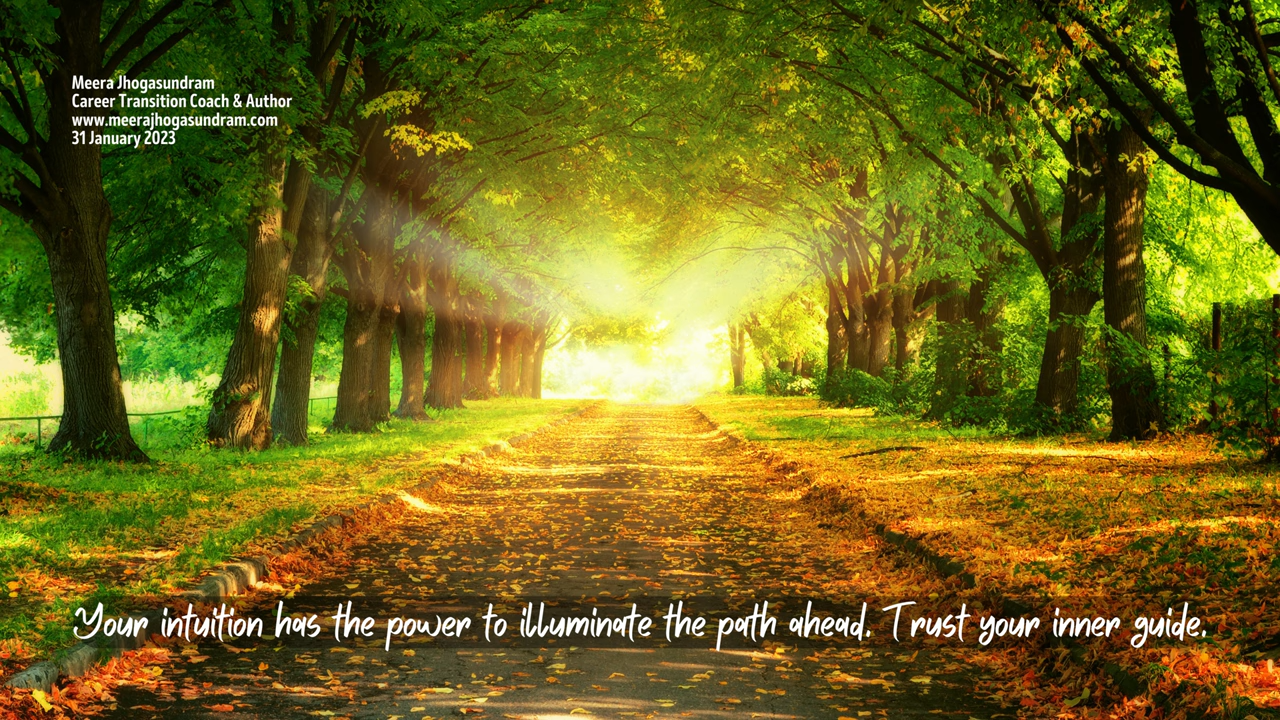 Meera Jhogasundram
Career Transition Coach & Author
www.meerajhogasundram.com
31 January 2023
Your intuition has the power to illuminate the path ahead. Trust your inner guide.